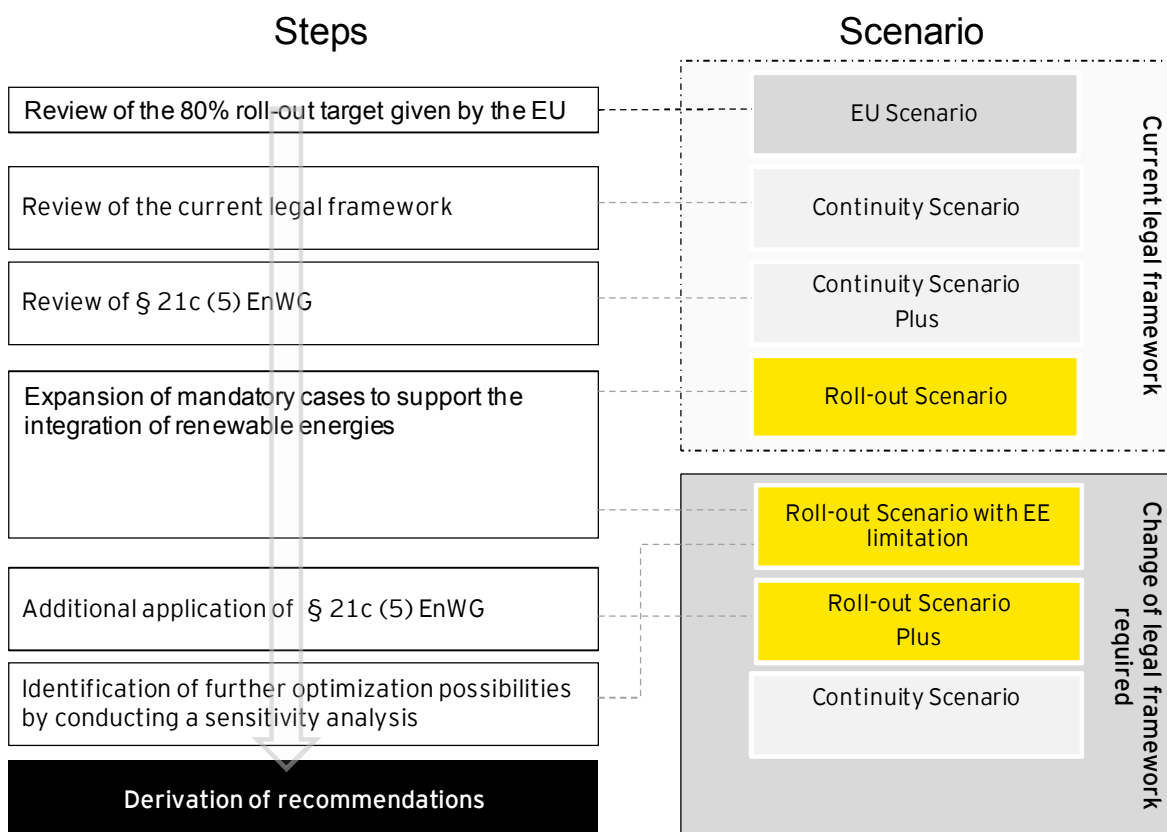 Steps
Scenario
Review of the 80% roll-out target given by the EU
EU Scenario
Review of the current legal framework
Continuity Scenario
Review of § 21c (5) EnWG
Continuity Scenario
Plus
Expansion of mandatory cases to support the
integration of renewable energies
Roll-out Scenario
Current legal framework
Roll-out Scenario with EE
limitation
Additional application of § 21c (5) EnWG
Roll-out Scenario
Plus
Identification of further optimization possibilities
by conducting a sensitivity analysis
Continuity Scenario
Change of legal framework
required
Derivation of recommendations